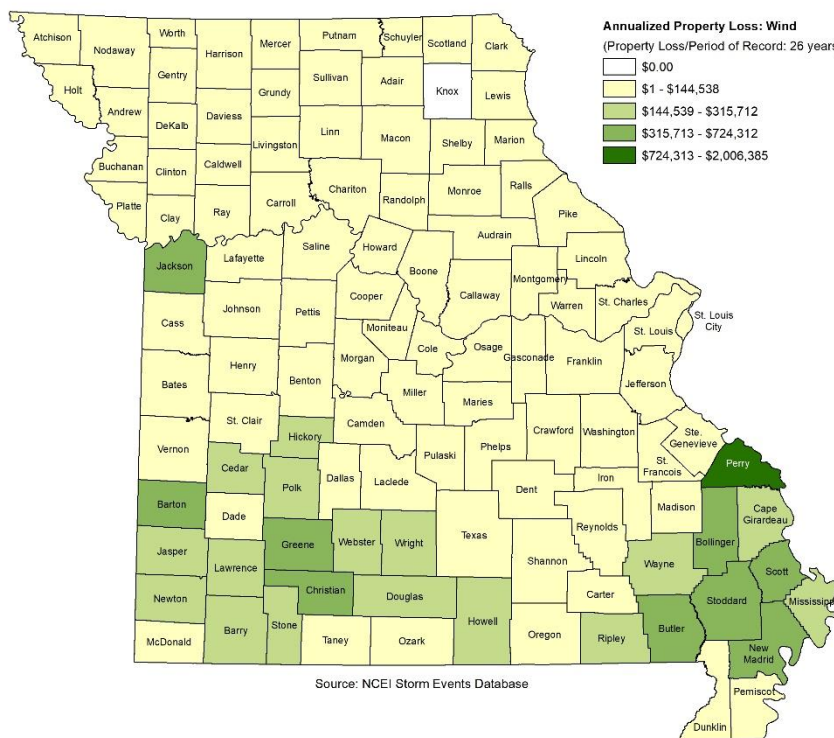 Annualized Property Loss: Wind
(Property Loss/Period of Record: 26 years
$0.00
$1 - $144,538
$144,539 - $315,712
$315,713 - $724,312
$724,313 - $2,006,385
Atchison
Nodaway
Worth
Harrison
Mercer
Putnam
Schuyler
Scotland
Clark
Holt
Gentry
Sullivan
Adair
Knox
Lewis
Andrew
DeKalb
Daviess
Grundy
Linn
Macon
Shelby
Marion
Buchanan
Clinton
Caldwell
Livingston
Chariton
Randolph
Monroe
Ralls
Platte
Clay
Ray
Carroll
Pike
Audrain
Jackson
Lafayette
Saline
Howard
Boone
Callaway
Montgomery
Lincoln
Warren
St. Charles
St. Louis
St. Louis
City
Cass
Johnson
Pettis
Cooper
Moniteau
Cole
Osage
Gasconade
Franklin
Jefferson
Bates
Henry
Benton
Morgan
Miller
Maries
Vernon
St. Clair
Hickory
Camden
Pulaski
Phelps
Crawford
Washington
Ste.
Genevieve
St.
Francois
Perry
Cedar
Polk
Dallas
Laclede
Dent
Iron
Madison
Cape
Girardeau
Barton
Dade
Greene
Webster
Wright
Texas
Shannon
Reynolds
Wayne
Bollinger
Scott
Jasper
Lawrence
Christian
Douglas
Howell
Carter
Stoddard
Mississippi
Newton
Barry
Stone
Taney
Ozark
Oregon
Ripley
Butler
New
Madrid
McDonald
Pemiscot
Dunklin
Source: NCEI Storm Events Database